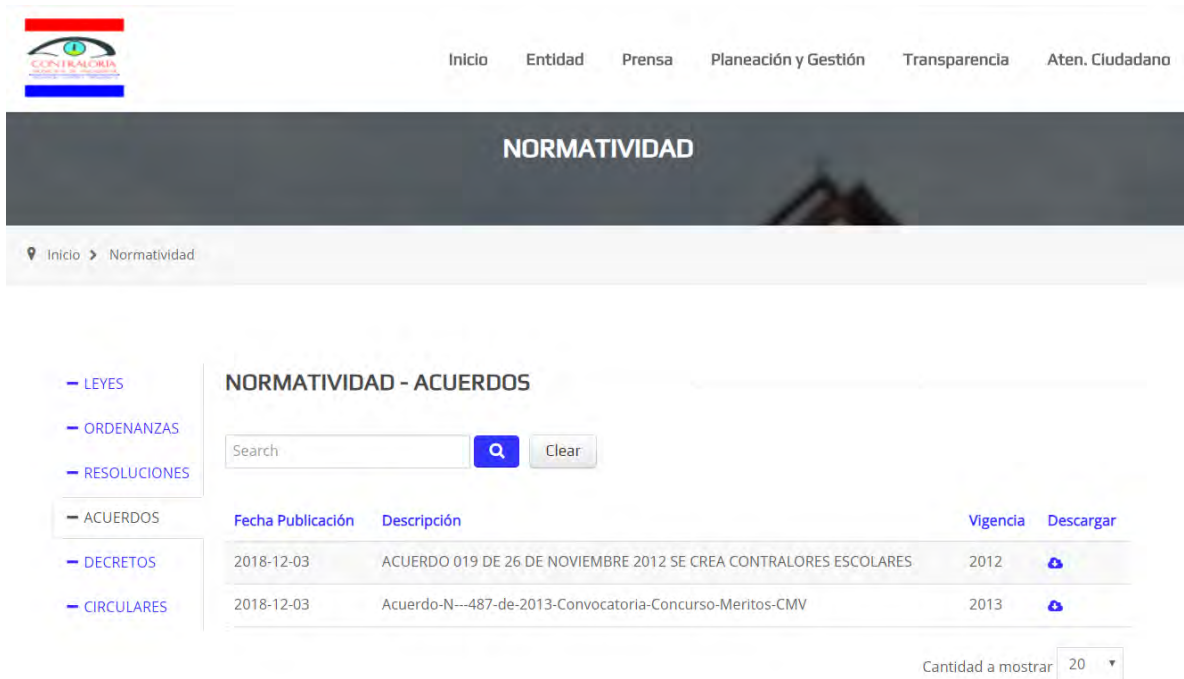 CONTRALORÍA
Inicio Entidad Prensa Planeación y Gestión Transparencia Aten. Ciudadano
NORMATIVIDAD
Inicio > Normatividad
LEYES
ORDENANZAS
RESOLUCIONES
ACUERDOS
DECRETOS
CIRCULARES
NORMATIVIDAD - ACUERDOS
Search Clear
Fecha Publicación Descripción Vigencia Descargar
2018-12-03 ACUERDO 019 DE 26 DE NOVIEMBRE 2012 SE CREA CONTRALORES ESCOLARES 2012
2018-12-03 Acuerdo-N---487-de-2013-Convocatoria-Concurso-Meritos-CMV 2013
Cantidad a mostrar 20